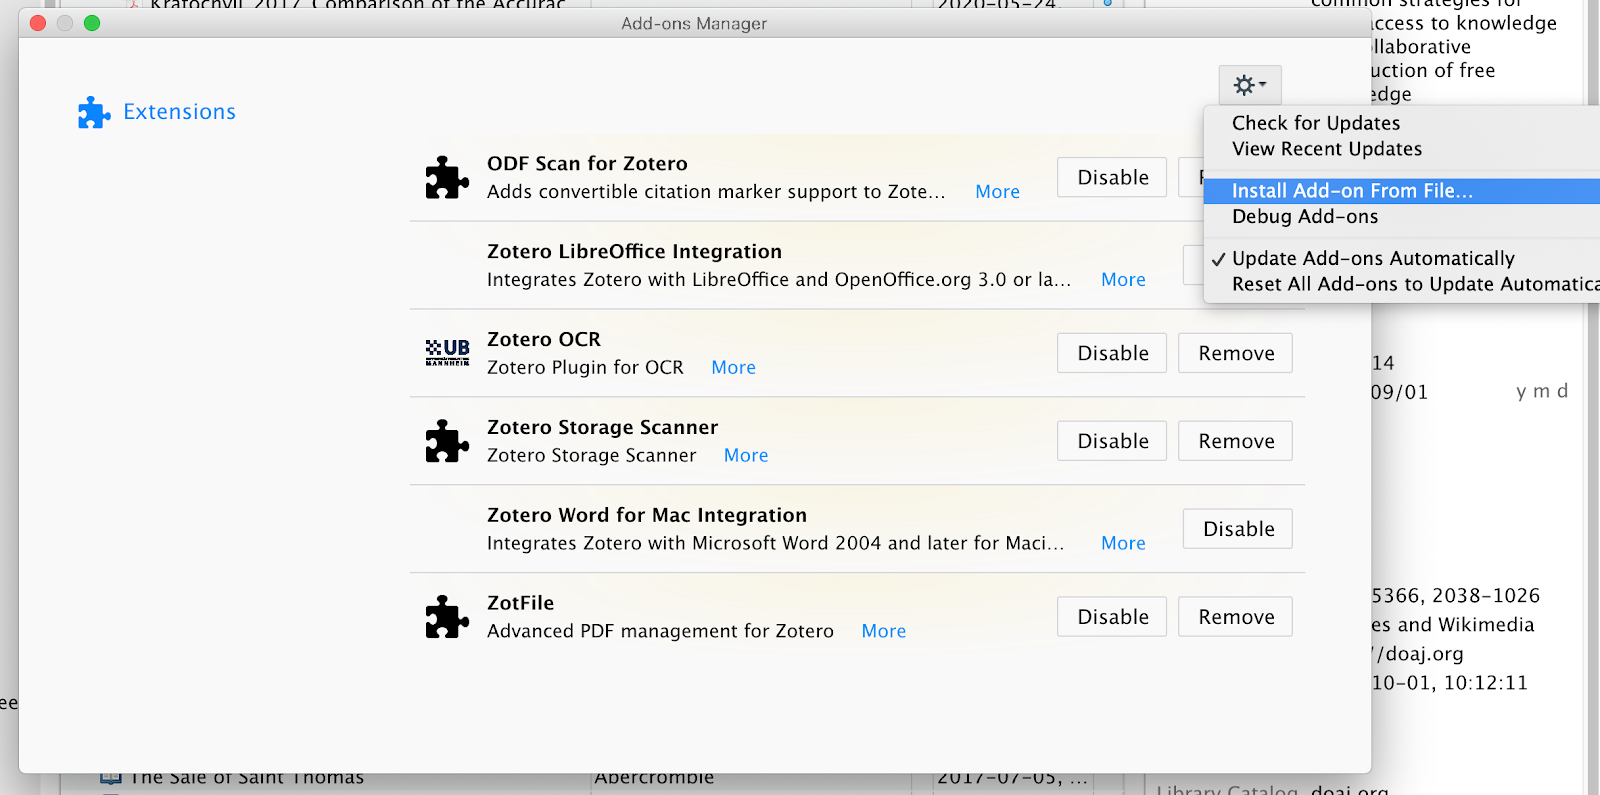 Kratochvil, 2017, Comparison of the Accurac
2020-05-24,
common strategies for
Add-ons Manager
access to knowledge
ollaborative
uction of free
edge
Extensions
Check for Updates
View Recent Updates
Install Add-on From File...
Debug Add-ons
✓ Update Add-ons Automatically
Reset All Add-ons to Update Automatica
ODF Scan for Zotero
Adds convertible citation marker support to Zote... More
Disable
Zotero LibreOffice Integration
Integrates Zotero with LibreOffice and OpenOffice.org 3.0 or la... More
UB
MANNHEIM
Zotero OCR
Zotero Plugin for OCR More
Disable Remove
14
09/01 y m d
Zotero Storage Scanner
Zotero Storage Scanner More
Disable Remove
Zotero Word for Mac Integration
Integrates Zotero with Microsoft Word 2004 and later for Maci... More
Disable
ZotFile
Advanced PDF management for Zotero More
Disable Remove
5366, 2038-1026
es and Wikimedia
//doaj.org
10-01, 10:12:11
ee
The Sale of Saint Thomas Abercrombie 2017-07-05, ...
Library Catalog doaj.org